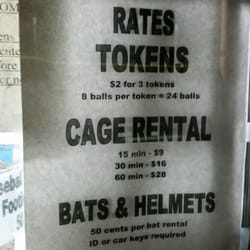 RATES
TOKENS
$2 for 3 tokens
8 balls per token = 24 balls
CAGE RENTAL
15 min - $9
30 min - $16
60 min - $28
BATS & HELMETS
50 cents per bat rental
ID or car keys required